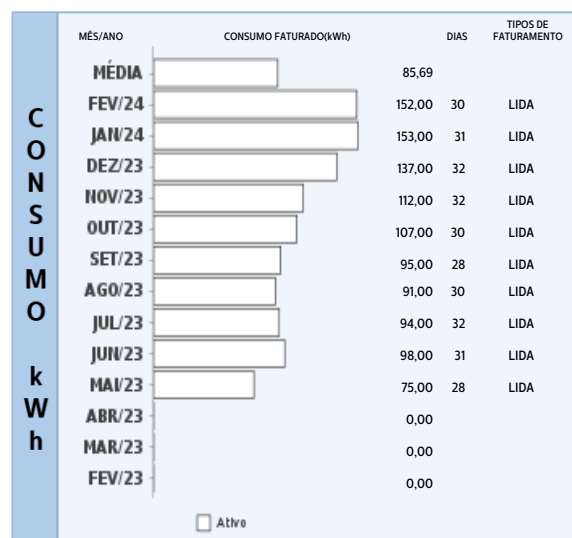 MÊS/ANO CONSUMO FATURADO(kWh) DIAS TIPOS DE FATURAMENTO
CONSUMO kWh
MÉDIA 85,69
FEV/24 152,00 30 LIDA
JAN/24 153,00 31 LIDA
DEZ/23 137,00 32 LIDA
NOV/23 112,00 32 LIDA
OUT/23 107,00 30 LIDA
SET/23 95,00 28 LIDA
AGO/23 91,00 30 LIDA
JUL/23 94,00 32 LIDA
JUN/23 98,00 31 LIDA
MAI/23 75,00 28 LIDA
ABR/23 0,00
MAR/23 0,00
FEV/23 0,00
Ativo